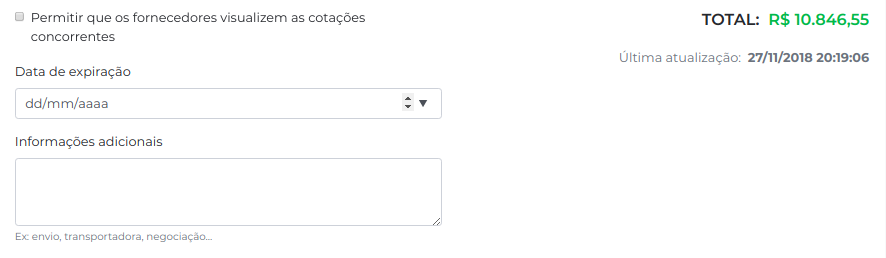 Permitir que os fornecedores visualizem as cotações
concorrentes
TOTAL: R$ 10.846,55
Última atualização: 27/11/2018 20:19:06
Data de expiração
dd/mm/aaaa
Informações adicionais
Ex: envio, transportadora, negociação...